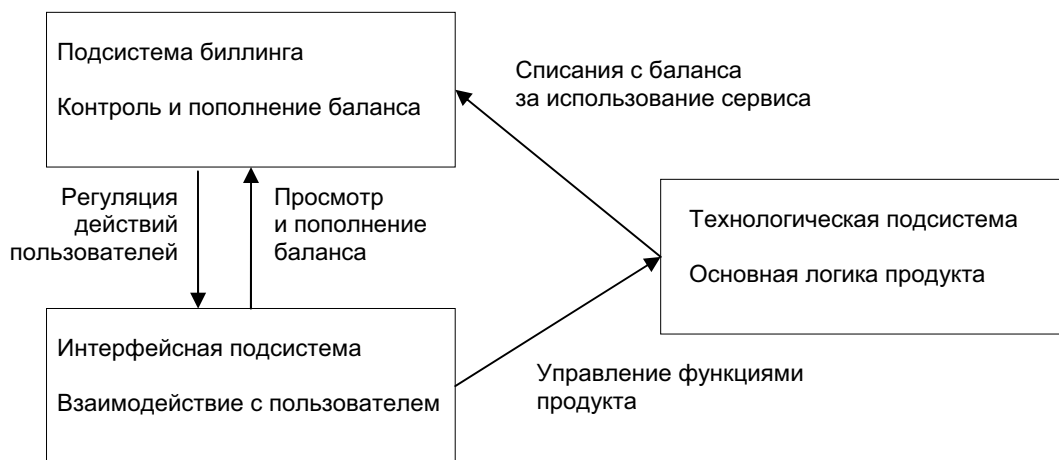 Подсистема биллинга
Контроль и пополнение баланса
Списания с баланса
за использование сервиса
Регуляция
действий
пользователей
Просмотр
и пополнение
баланса
Технологическая подсистема
Основная логика продукта
Интерфейсная подсистема
Взаимодействие с пользователем
Управление функциями
продукта